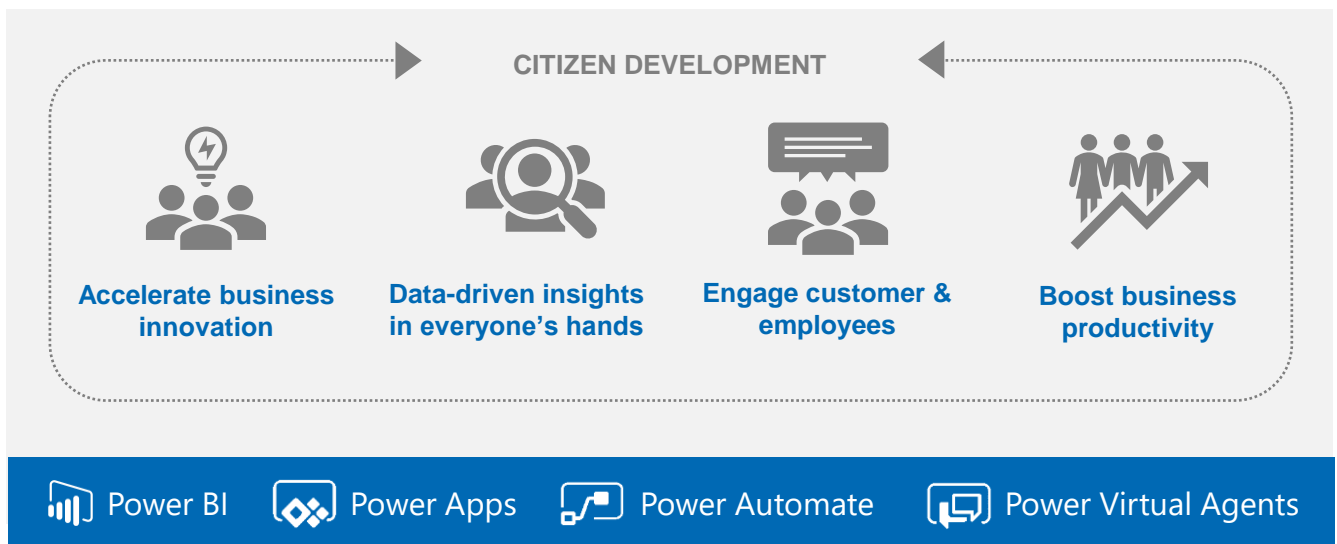 CITIZEN DEVELOPMENT
Accelerate business
innovation
Data-driven insights
in everyone’s hands
Engage customer &
employees
Boost business
productivity
Power BI
Power Apps
Power Automate
Power Virtual Agents